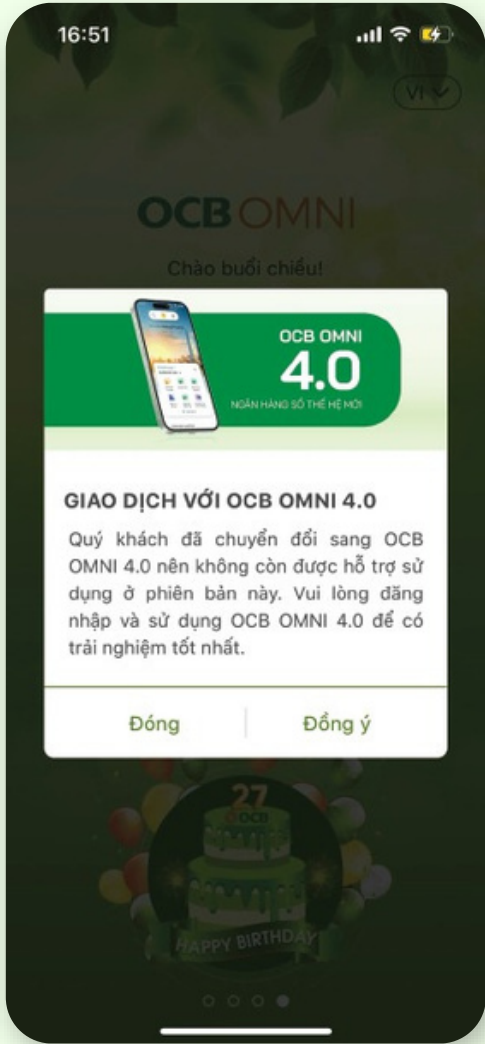 16:51
VI
OCB OMNI
Chào buổi chiều!
OCB OMNI
4.0
NGÂN HÀNG SỐ THẾ HỆ MỚI
GIAO DỊCH VỚI OCB OMNI 4.0
Quý khách đã chuyển đổi sang OCB
OMNI 4.0 nên không còn được hỗ trợ sử
dụng ở phiên bản này. Vui lòng đăng
nhập và sử dụng OCB OMNI 4.0 để có
trải nghiệm tốt nhất.
Đóng
Đồng ý
27
OCB
HAPPY BIRTHDAY